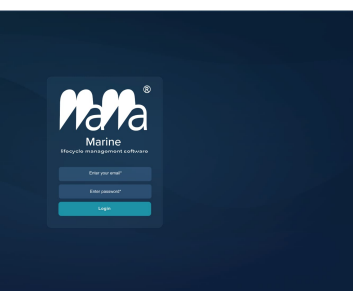 MaMa®
Marine
lifecycle management software
Enter your email*
Enter password*
Login